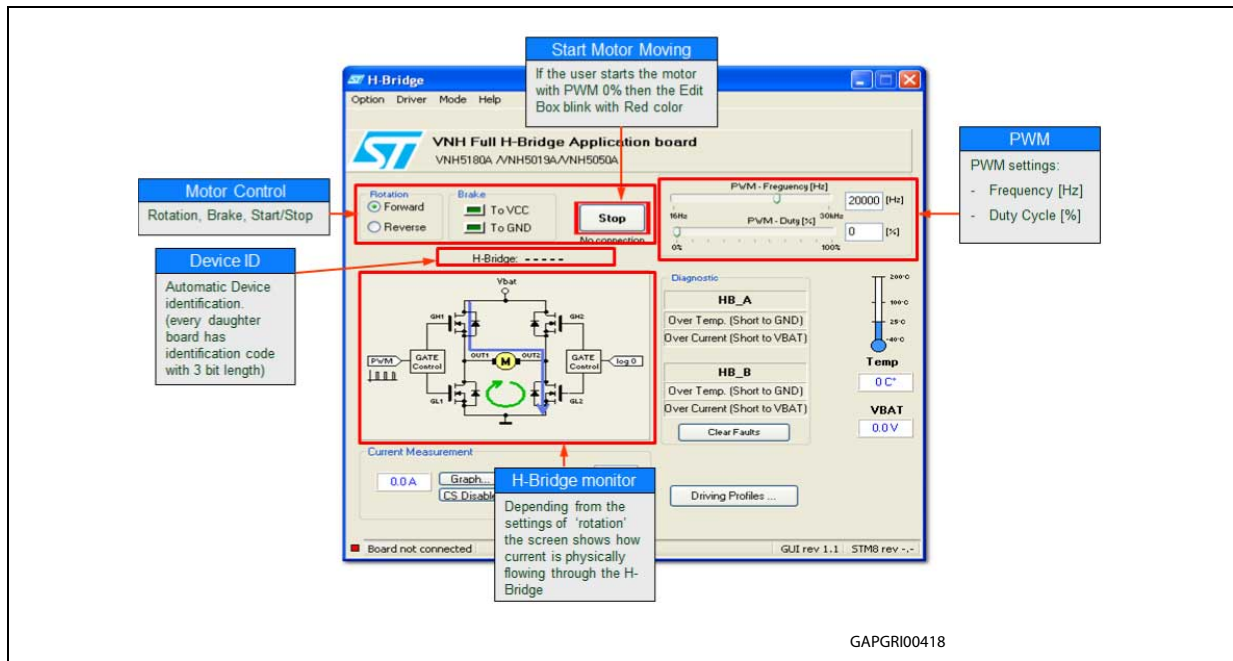 Start Motor Moving
If the user starts the motor
with PWM 0% then the Edit
Box blink with Red color
H-Bridge
Option Driver Mode Help
ST
VNH Full H-Bridge Application board
VNH5180A /VNH5019A/VNH5050A
PWM
PWM settings:
- Frequency [Hz]
- Duty Cycle [%]
Motor Control
Rotation, Brake, Start/Stop
Rotation
Forward
Reverse
Brake
To VCC
To GND
Stop
No connection
PWM - Freguency [Hz]
20000 [Hz]
16Hz
30kHz
PWM - Duty [%]
0 [%]
0%
100%
H-Bridge: - - - - -
Device ID
Automatic Device
identification.
(every daughter
board has
identification code
with 3 bit length)
Vbat
GH1
GH2
PWM
GATE
Control
OUT1
M
OUT2
GATE
Control
log 0
GL1
GL2
Diagnostic
HB_A
Over Temp. (Short to GND)
Over Current (Short to VBAT)
HB_B
Over Temp. (Short to GND)
Over Current (Short to VBAT)
Clear Faults
200°C
100°C
25°C
-40°C
Temp
0 C°
VBAT
0.0 V
Current Measurement
0.0 A
Graph...
CS Disable
H-Bridge monitor
Depending from the
settings of 'rotation'
the screen shows how
current is physically
flowing through the H-
Bridge
Driving Profiles ...
Board not connected
GUI rev 1.1
STM8 rev -.-
GAPGRI00418